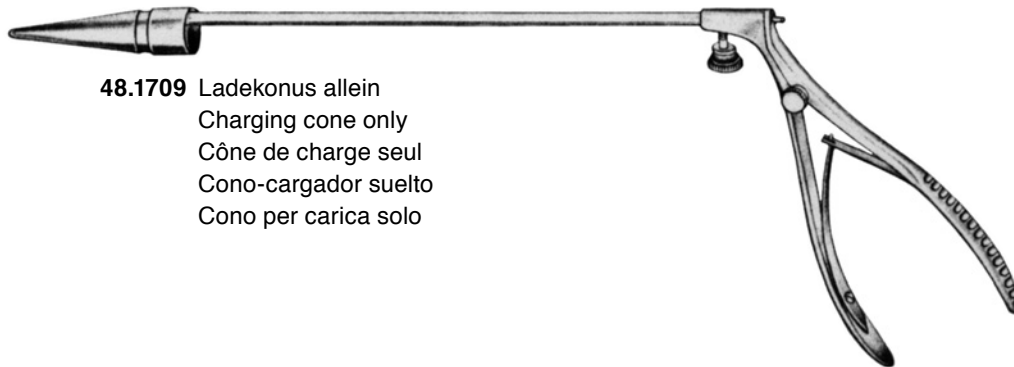 48.1709 Ladekonus allein
Charging cone only
Cône de charge seul
Cono-cargador suelto
Cono per carica solo